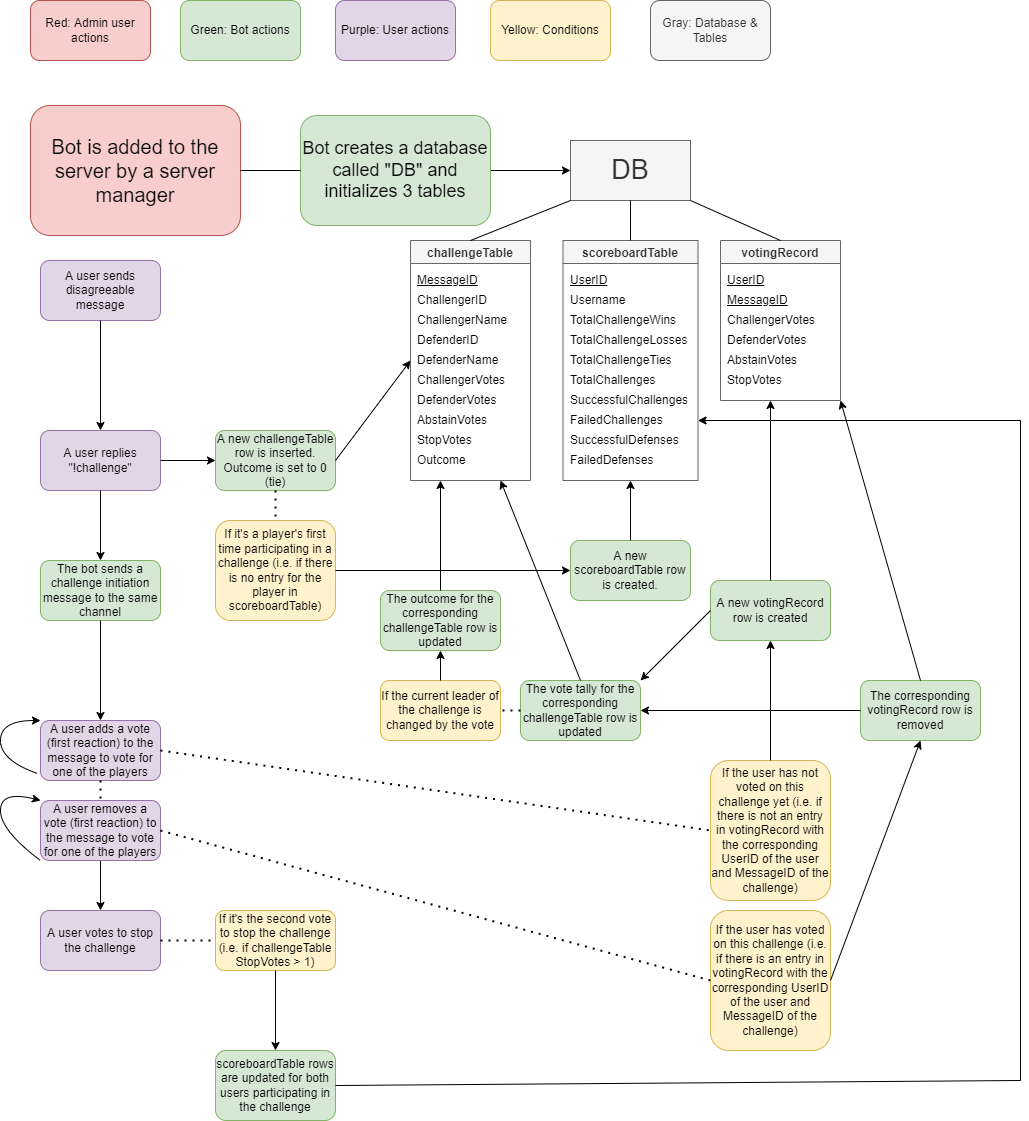 Red: Admin user
actions
Green: Bot actions
Purple: User actions
Yellow: Conditions
Gray: Database &
Tables
Bot is added to the
server by a server
manager
Bot creates a database
called "DB" and
initializes 3 tables
DB
challengeTable
MessageID
ChallengerID
ChallengerName
DefenderID
DefenderName
ChallengerVotes
DefenderVotes
AbstainVotes
StopVotes
Outcome
scoreboardTable
UserID
Username
TotalChallengeWins
TotalChallengeLosses
TotalChallengeTies
TotalChallenges
SuccessfulChallenges
FailedChallenges
SuccessfulDefenses
FailedDefenses
votingRecord
UserID
MessageID
ChallengerVotes
DefenderVotes
AbstainVotes
StopVotes
A user sends
disagreeable
message
A user replies
"!challenge"
A new challengeTable
row is inserted.
Outcome is set to 0
(tie)
If it's a player's first
time participating in a
challenge (i.e. if there
is no entry for the
player in
scoreboardTable)
A new
scoreboardTable row
is created.
The bot sends a
challenge initiation
message to the same
channel
The outcome for the
corresponding
challengeTable row is
updated
A new votingRecord
row is created
If the current leader of
the challenge is
changed by the vote
The vote tally for the
corresponding
challengeTable row is
updated
The corresponding
votingRecord row is
removed
A user adds a vote
(first reaction) to the
message to vote for
one of the players
A user removes a
vote (first reaction) to
the message to vote
for one of the players
If the user has not
voted on this
challenge yet (i.e. if
there is not an entry
in votingRecord with
the corresponding
UserID of the user
and MessageID of the
challenge)
A user votes to stop
the challenge
If it's the second vote
to stop the challenge
(i.e. if challengeTable
StopVotes > 1)
If the user has voted
on this challenge (i.e.
if there is an entry in
votingRecord with the
corresponding UserID
of the user and
MessageID of the
challenge)
scoreboardTable rows
are updated for both
users participating in
the challenge